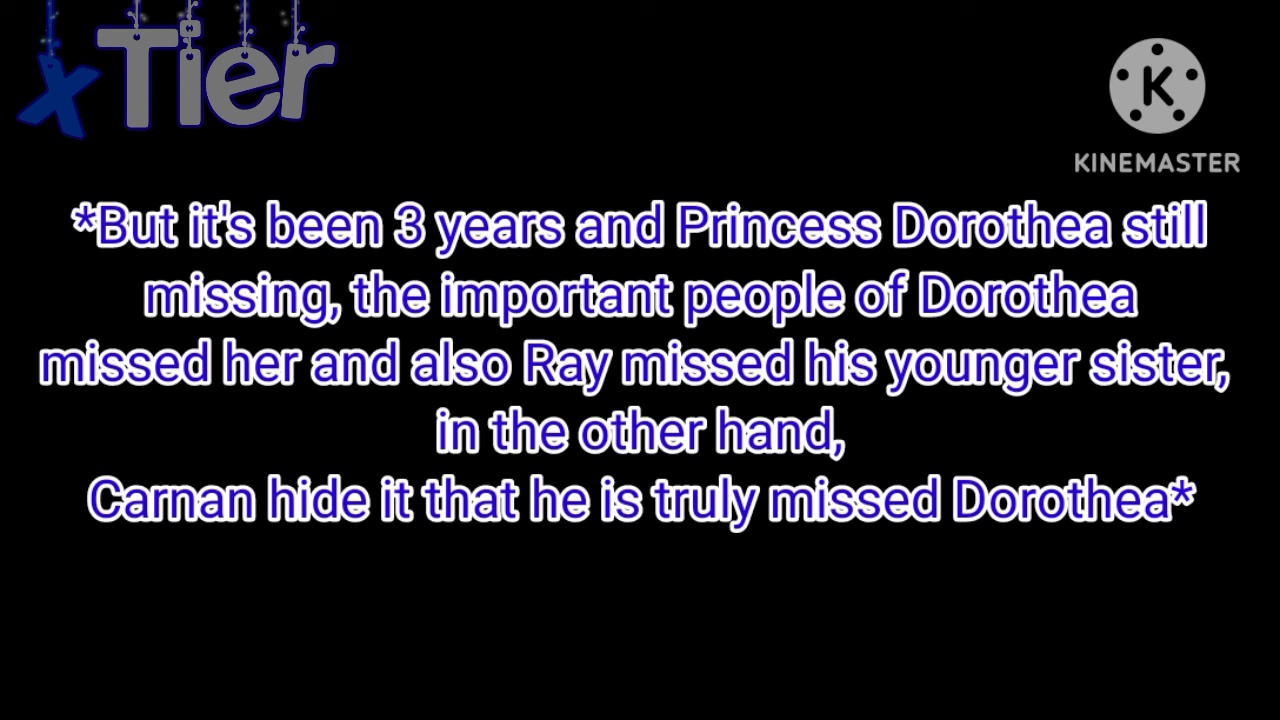 xTier
K
KINEMASTER
*But it's been 3 years and Princess Dorothea still
missing, the important people of Dorothea
missed her and also Ray missed his younger sister,
in the other hand,
Carnan hide it that he is truly missed Dorothea*